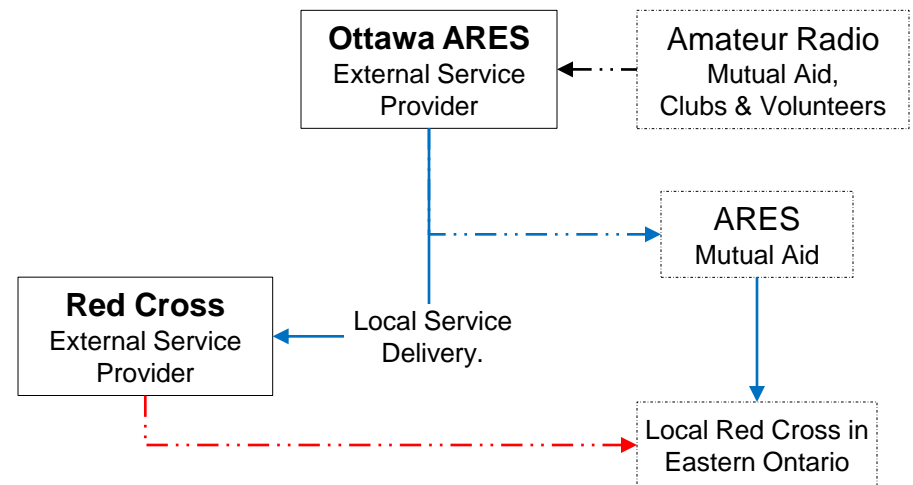 Ottawa ARES
External Service
Provider
Amateur Radio
Mutual Aid,
Clubs & Volunteers
ARES
Mutual Aid
Red Cross
External Service
Provider
Local Service
Delivery.
Local Red Cross in
Eastern Ontario